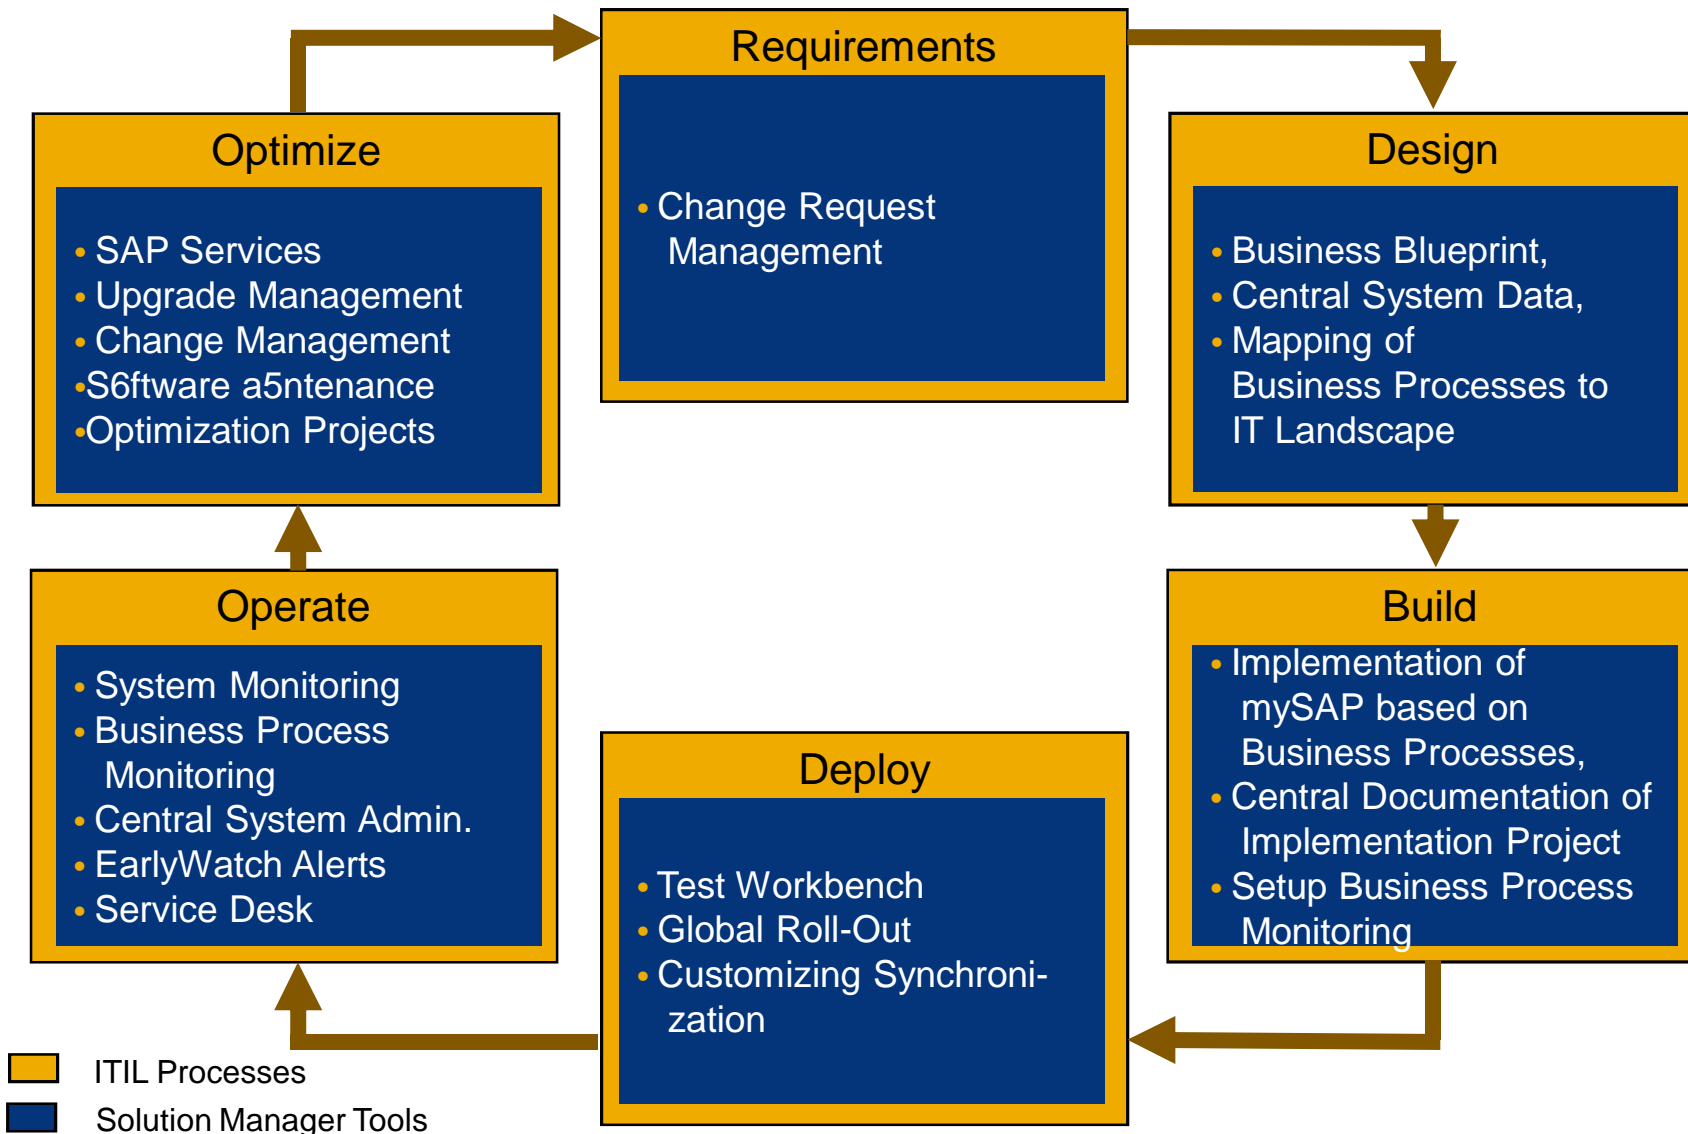 Requirements
• Change Request
Management
Optimize
• SAP Services
• Upgrade Management
• Change Management
•S6ftware a5ntenance
•Optimization Projects
Design
• Business Blueprint,
• Central System Data,
• Mapping of
Business Processes to
IT Landscape
Operate
• System Monitoring
• Business Process
Monitoring
• Central System Admin.
• EarlyWatch Alerts
• Service Desk
Build
• Implementation of
mySAP based on
Business Processes,
• Central Documentation of
Implementation Project
• Setup Business Process
Monitoring
Deploy
• Test Workbench
• Global Roll-Out
• Customizing Synchroni-
zation
ITIL Processes
Solution Manager Tools